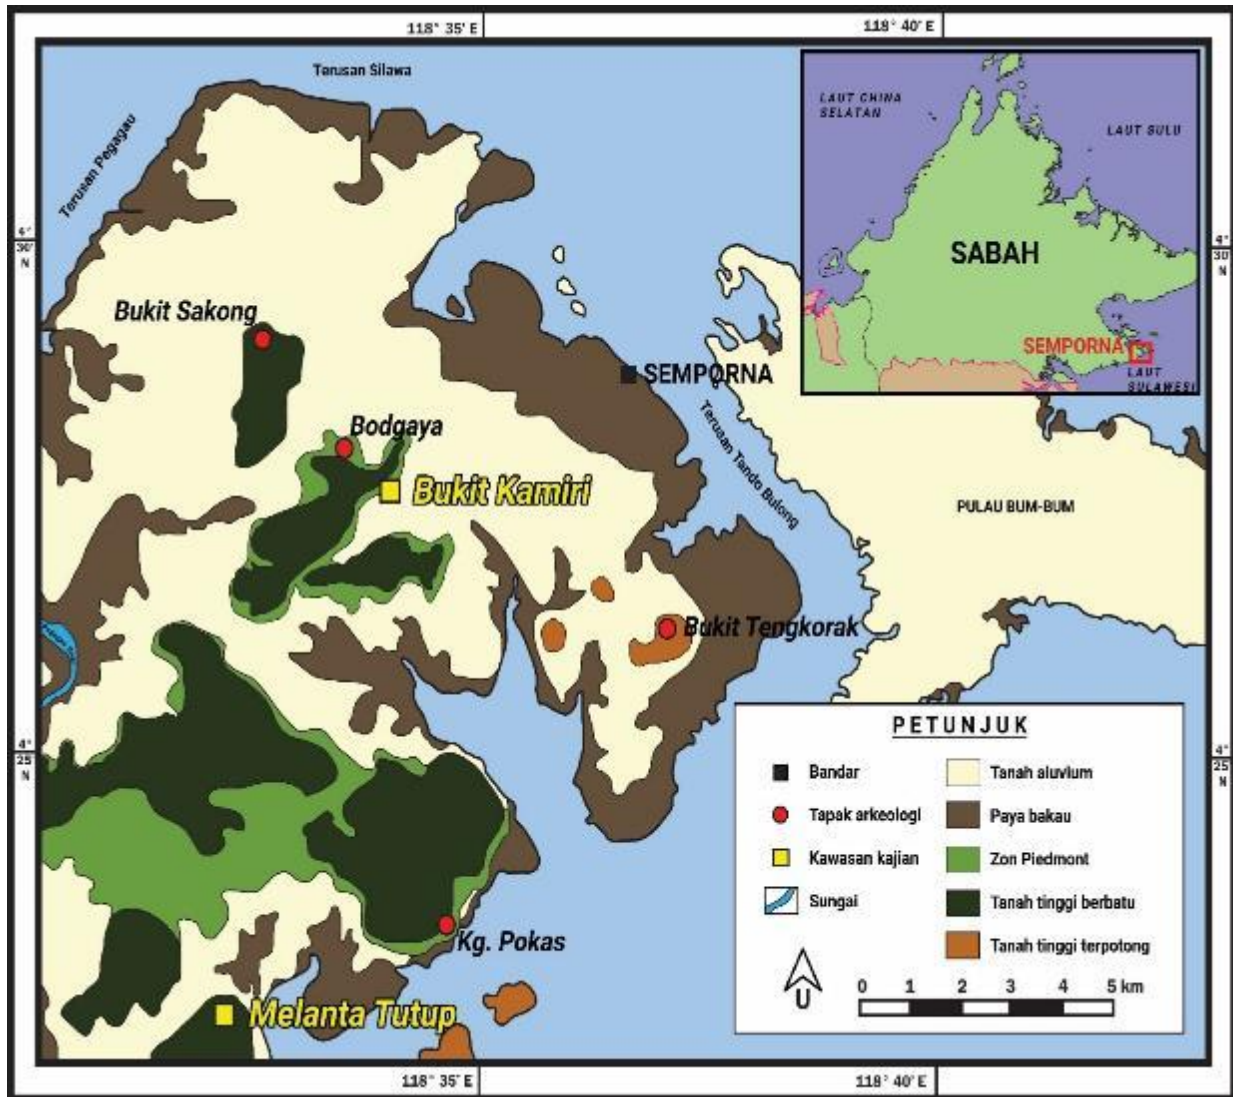 118° 35' E
118° 40' E
Terusan Silawa
Terusan Pegagau
4°
30'
N
4°
30'
N
LAUT CHINA
SELATAN
LAUT SULU
SABAH
SEMPORNA
LAUT
SULAWESI
Bukit Sakong
SEMPORNA
Bodgaya
Bukit Kamiri
Terusan Tando Bulong
PULAU BUM-BUM
Bukit Tengkorak
4°
25'
N
4°
25'
N
PETUNJUK
Bandar
Tapak arkeologi
Kawasan kajian
Sungai
Tanah aluvium
Paya bakau
Zon Piedmont
Tanah tinggi berbatu
Tanah tinggi terpotong
U
0 1 2 3 4 5 km
Kg. Pokas
Melanta Tutup
118° 35' E
118° 40' E